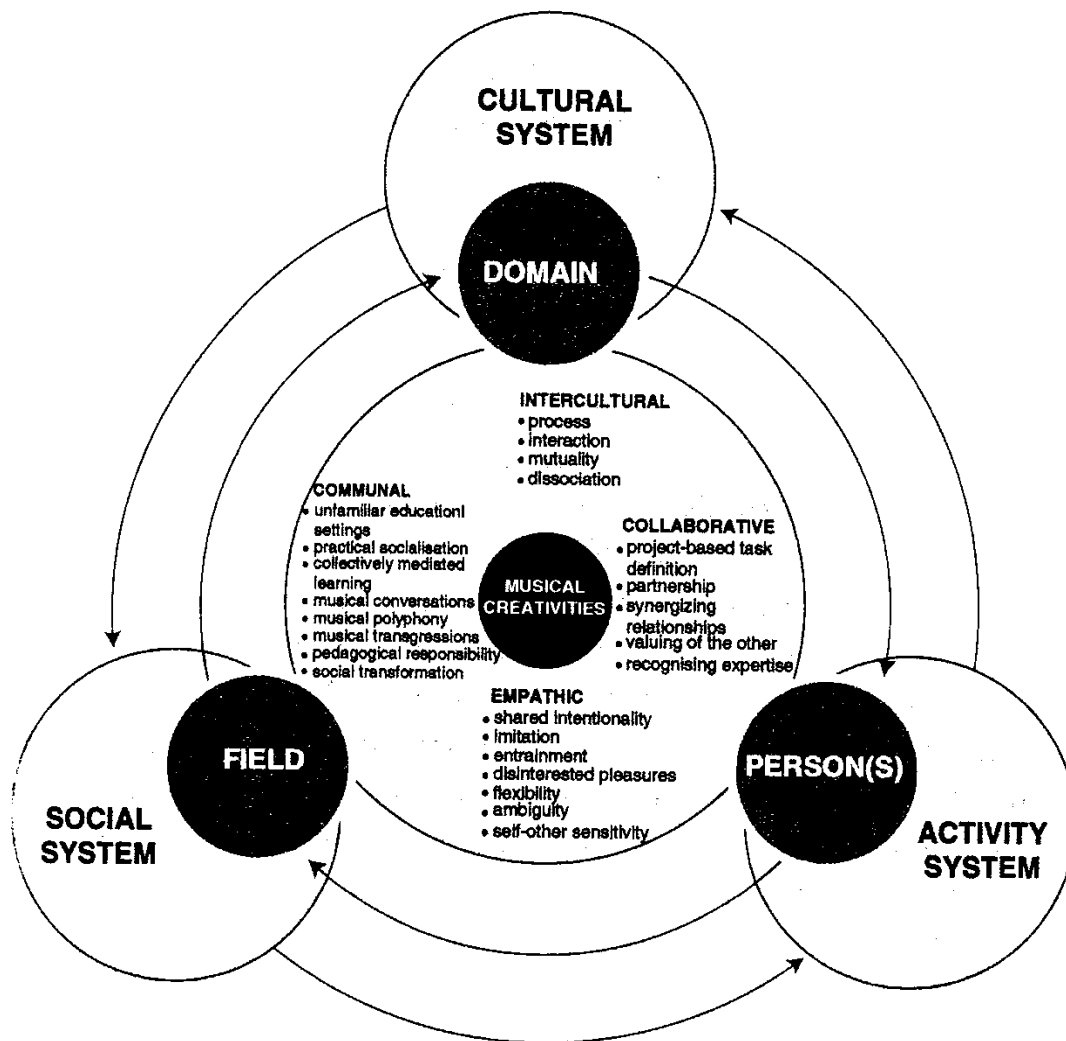 CULTURAL
SYSTEM
DOMAIN
INTERCULTURAL
• process
• interaction
• mutuality
• dissociation
COMMUNAL
• unfamiliar educationl
settings
• practical socialisation
• collectively mediated
learning
• musical conversations
• musical polyphony
• musical transgressions
• pedagogical responsibility
• social transformation
MUSICAL
CREATIVITIES
COLLABORATIVE
• project-based task
definition
• partnership
• synergizing
relationships
• valuing of the other
• recognising expertise
EMPATHIC
• shared intentionality
• imitation
• entrainment
• disinterested pleasures
• flexibility
• ambiguity
• self-other sensitivity
FIELD
SOCIAL
SYSTEM
PERSON(S)
ACTIVITY
SYSTEM